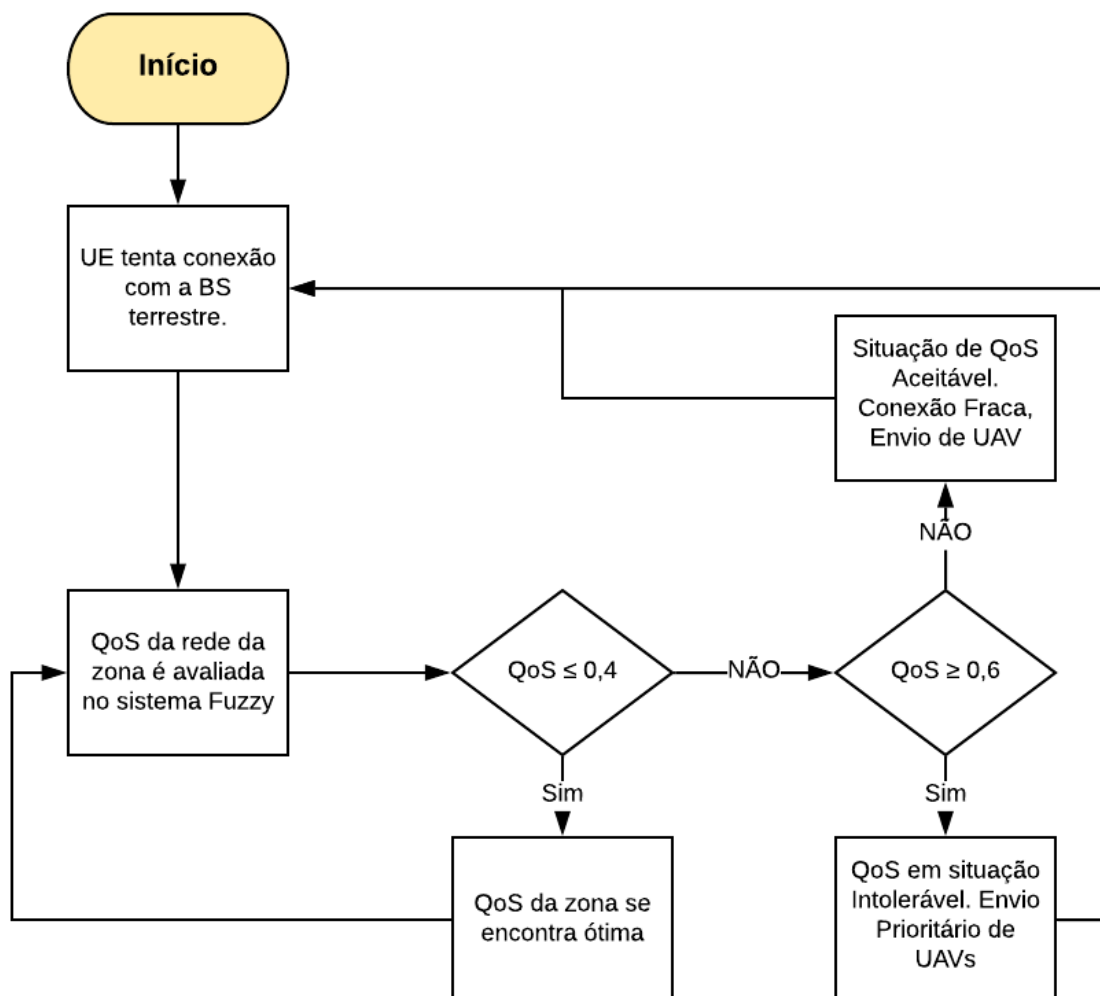 Início
UE tenta conexão
com a BS
terrestre.
Situação de QoS
Aceitável.
Conexão Fraca,
Envio de UAV
NÃO
QoS da rede da
zona é avaliada
no sistema Fuzzy
QoS ≤ 0,4
NÃO
QoS ≥ 0,6
Sim
Sim
QoS da zona se
encontra ótima
QoS em situação
Intolerável. Envio
Prioritário de
UAVs